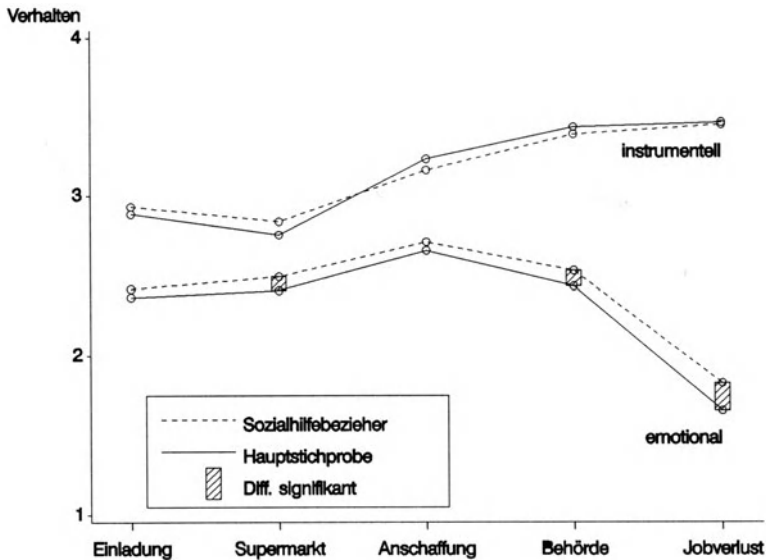 Verhalten
4
3
2
1
instrumentell
emotional
Sozialhilfebezieher
Hauptstichprobe
Diff. signifikant
Einladung Supermarkt Anschaffung Behörde Jobverlust